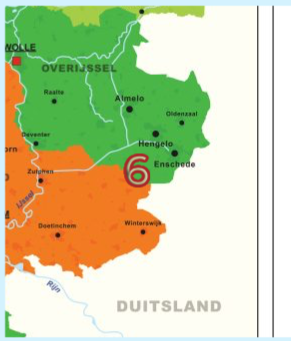 WOLLE
OVERIJSSEL
Raalte
Almelo
Oldenzaal
Deventer
Hengelo
orn
Enschede
6
Zutphen
IJssel
Doetinchem
Winterswijk
Rijn
DUITSLAND